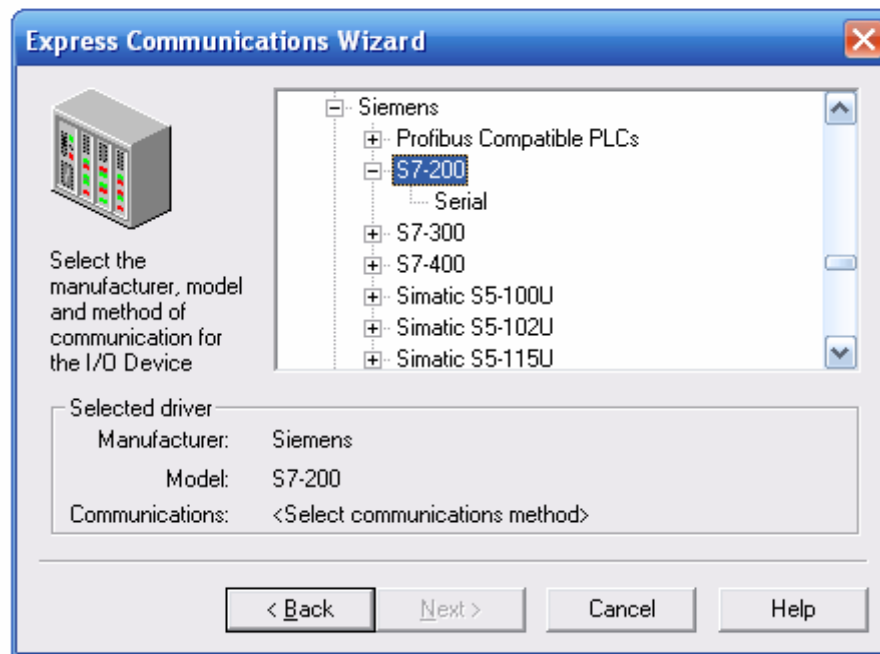 Express Communications Wizard
Siemens
Profibus Compatible PLCs
S7-200
Serial
S7-300
S7-400
Simatic S5-100U
Simatic S5-102U
Simatic S5-115U
Select the
manufacturer, model
and method of
communication for
the I/O Device
Selected driver
Manufacturer: Siemens
Model: S7-200
Communications: <Select communications method>
< Back Next > Cancel Help